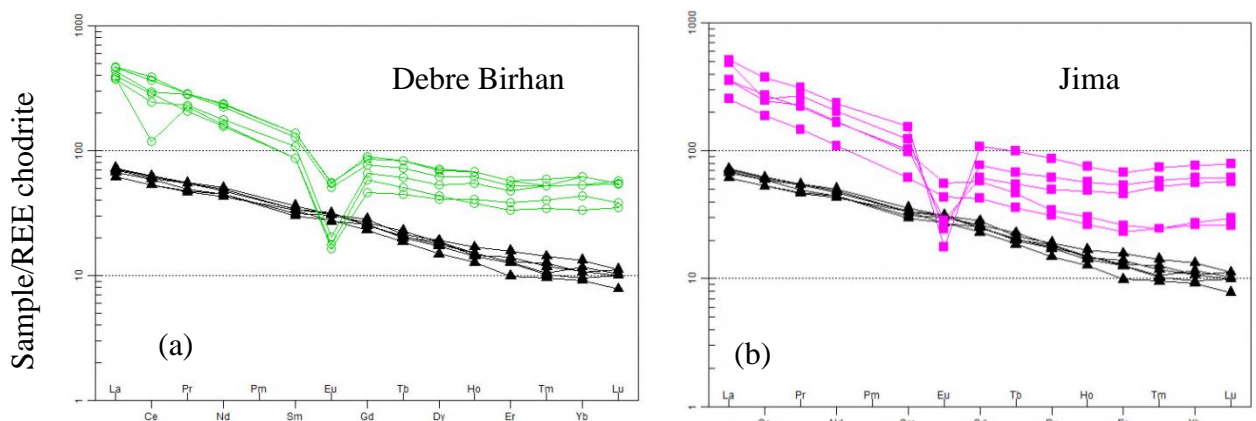 Sample/REE chodrite
1000
100
10
1
Debre Birhan
(a)
La Pr Pm Eu Tb Ho Tm Lu
Ce Nd Sm Gd Dy Er Yb
1000
100
10
1
Jima
(b)
La Pr Pm Eu Tb Ho Tm Lu